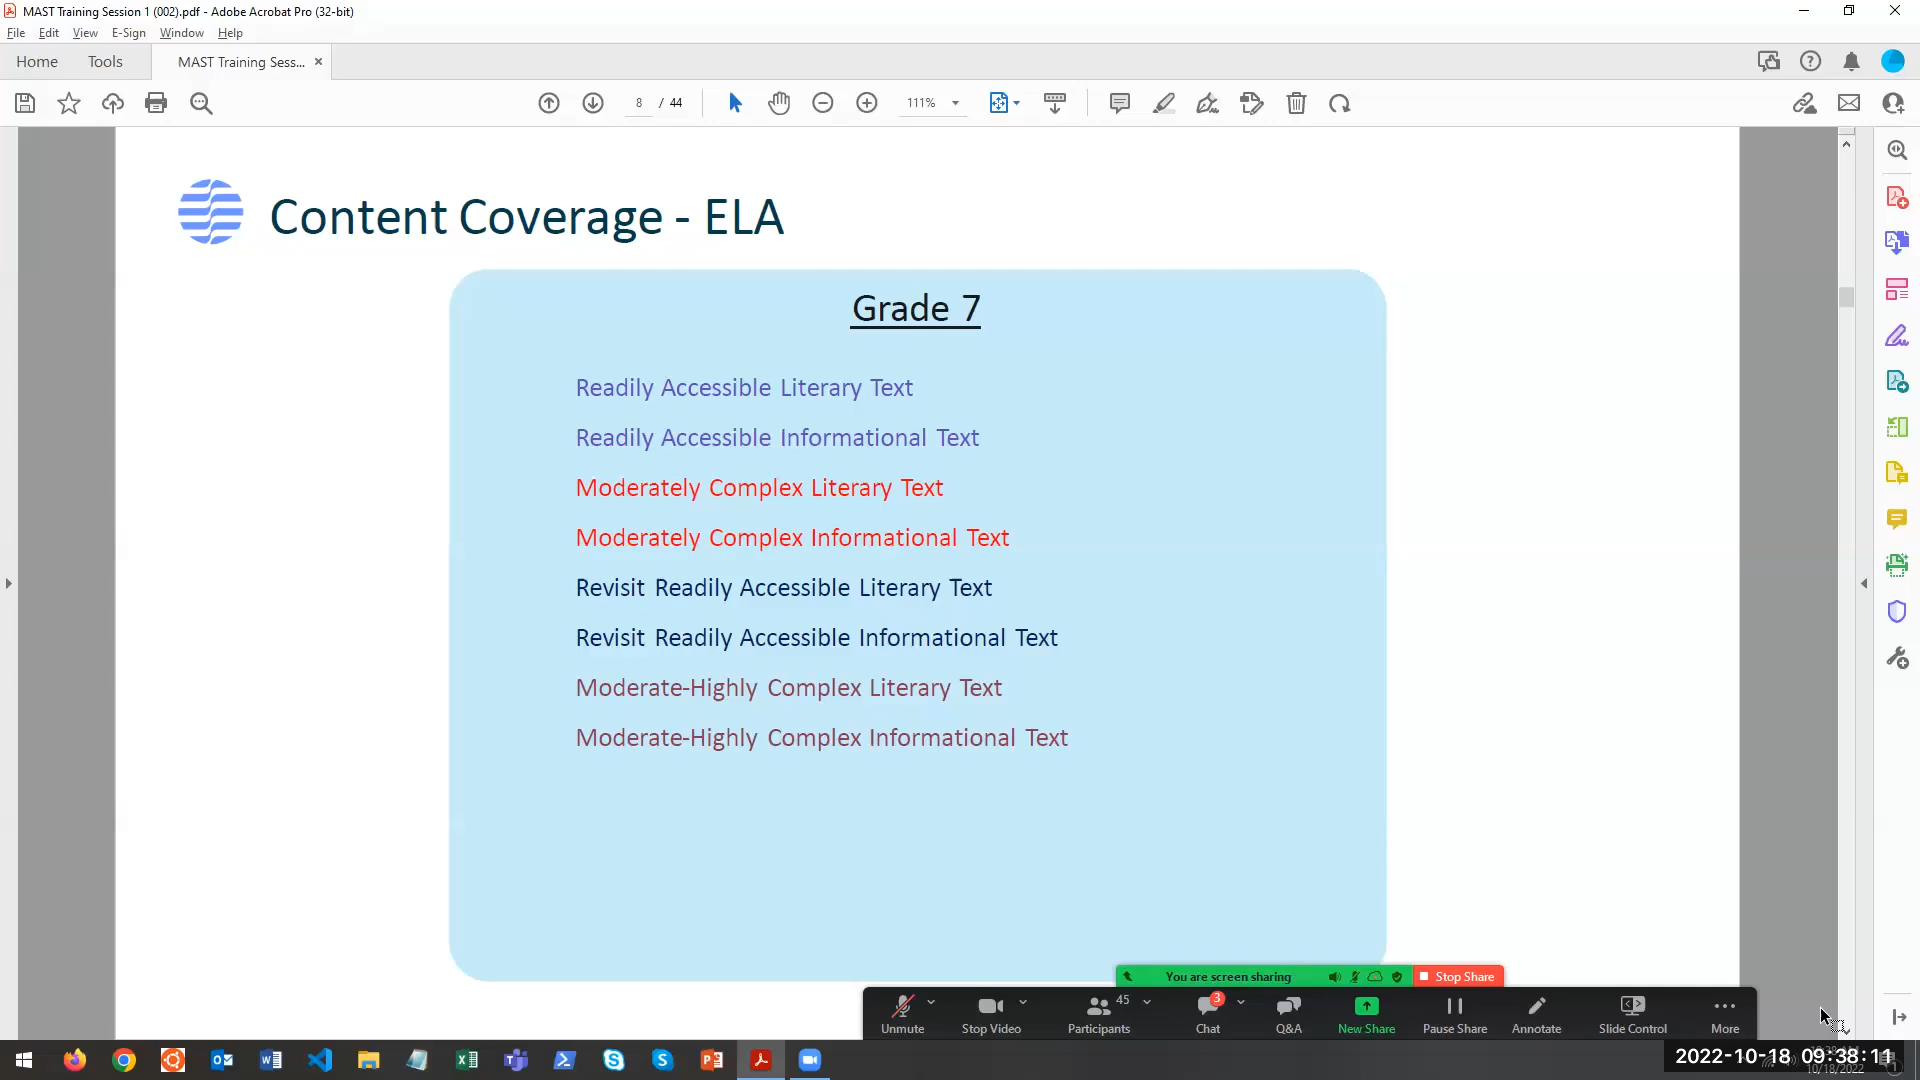 MAST Training Session 1 (002).pdf - Adobe Acrobat Pro (32-bit)
File Edit View E-Sign Window Help
Home Tools MAST Training Sess... ×
8 / 44 111%
Content Coverage - ELA
Grade 7
Readily Accessible Literary Text
Readily Accessible Informational Text
Moderately Complex Literary Text
Moderately Complex Informational Text
Revisit Readily Accessible Literary Text
Revisit Readily Accessible Informational Text
Moderate-Highly Complex Literary Text
Moderate-Highly Complex Informational Text
You are screen sharing Stop Share
45 3
Unmute Stop Video Participants Chat Q&A New Share Pause Share Annotate Slide Control More
2022-10-18 09:38:11
10/18/2022